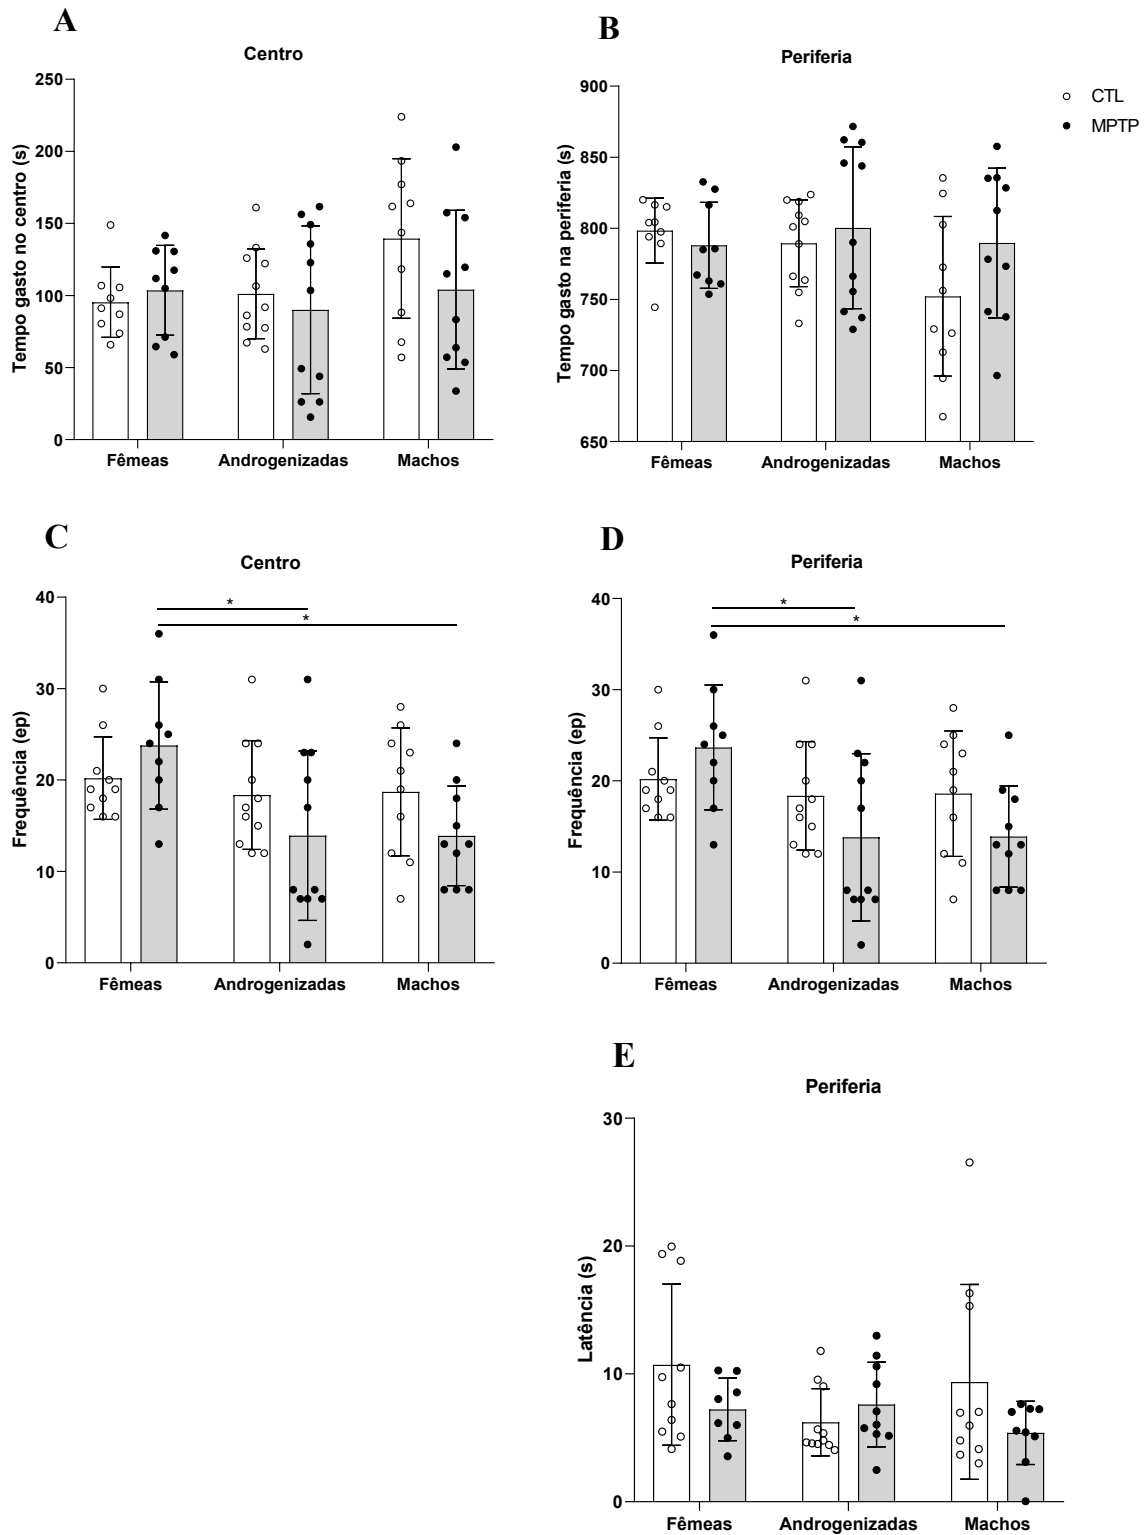 A
Centro
Tempo gasto no centro (s)
250
200
150
100
50
0
Fêmeas
Androgenizadas
Machos
B
Periferia
CTL
MPTP
Tempo gasto na periferia (s)
900
850
800
750
700
650
Fêmeas
Androgenizadas
Machos
C
Centro
Frequência (ep)
40
30
20
10
0
*
*
Fêmeas
Androgenizadas
Machos
D
Periferia
Frequência (ep)
40
30
20
10
0
*
*
Fêmeas
Androgenizadas
Machos
E
Periferia
Latência (s)
30
20
10
0
Fêmeas
Androgenizadas
Machos